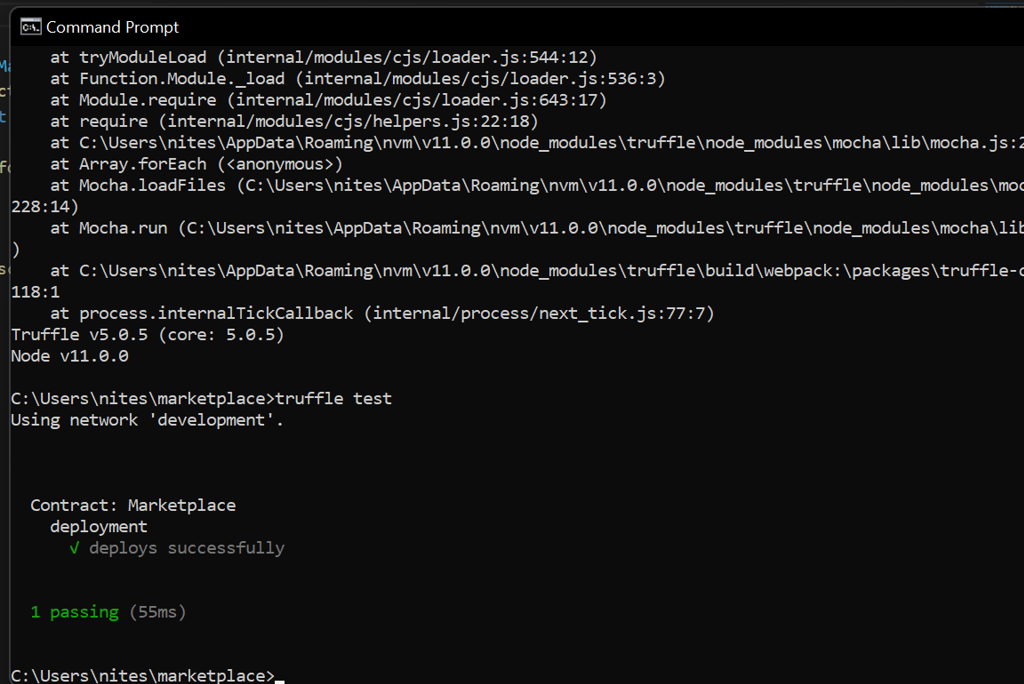 Command Prompt
at tryModuleLoad (internal/modules/cjs/loader.js:544:12)
at Function.Module._load (internal/modules/cjs/loader.js:536:3)
at Module.require (internal/modules/cjs/loader.js:643:17)
at require (internal/modules/cjs/helpers.js:22:18)
at C:\Users\nites\AppData\Roaming\nvm\v11.0.0\node_modules\truffle\node_modules\mocha\lib\mocha.js:2
at Array.forEach (<anonymous>)
at Mocha.loadFiles (C:\Users\nites\AppData\Roaming\nvm\v11.0.0\node_modules\truffle\node_modules\moc
228:14)
at Mocha.run (C:\Users\nites\AppData\Roaming\nvm\v11.0.0\node_modules\truffle\node_modules\mocha\lib
)
at C:\Users\nites\AppData\Roaming\nvm\v11.0.0\node_modules\truffle\build\webpack:\packages\truffle-c
118:1
at process.internalTickCallback (internal/process/next_tick.js:77:7)
Truffle v5.0.5 (core: 5.0.5)
Node v11.0.0
C:\Users\nites\marketplace>truffle test
Using network 'development'.
Contract: Marketplace
deployment
√ deploys successfully
1 passing (55ms)
C:\Users\nites\marketplace>